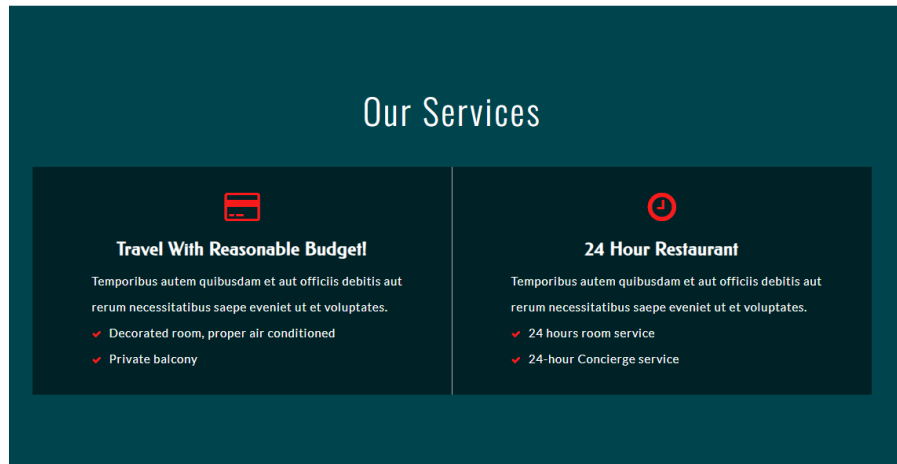 Our Services
Travel With Reasonable Budget!
Temporibus autem quibusdam et aut officiis debitis aut
rerum necessitatibus saepe eveniet ut et voluptates.
Decorated room, proper air conditioned
Private balcony
24 Hour Restaurant
Temporibus autem quibusdam et aut officiis debitis aut
rerum necessitatibus saepe eveniet ut et voluptates.
24 hours room service
24-hour Concierge service